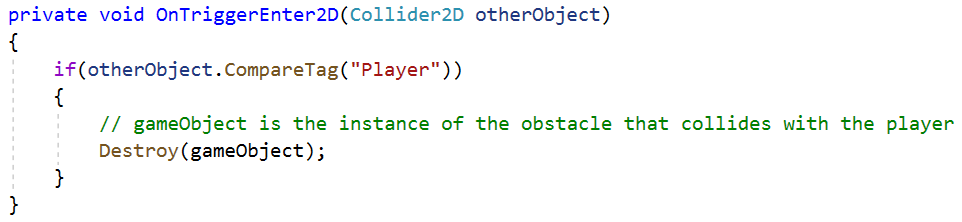 private void OnTriggerEnter2D(Collider2D otherObject)
{
    if(otherObject.CompareTag("Player"))
    {
        // gameObject is the instance of the obstacle that collides with the player
        Destroy(gameObject);
    }
}